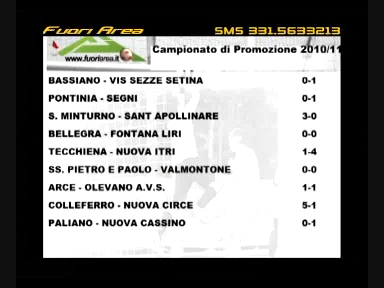 Fuori Area SMS 331.5633213
www.fuoriarea.it
Campionato di Promozione 2010/11
BASSIANO - VIS SEZZE SETINA 0-1
PONTINIA - SEGNI 0-1
S. MINTURNO - SANT APOLLINARE 3-0
BELLEGRA - FONTANA LIRI 0-0
TECCHIENA - NUOVA ITRI 1-4
SS. PIETRO E PAOLO - VALMONTONE 0-0
ARCE - OLEVANO A.V.S. 1-1
COLLEFERRO - NUOVA CIRCE 5-1
PALIANO - NUOVA CASSINO 0-1